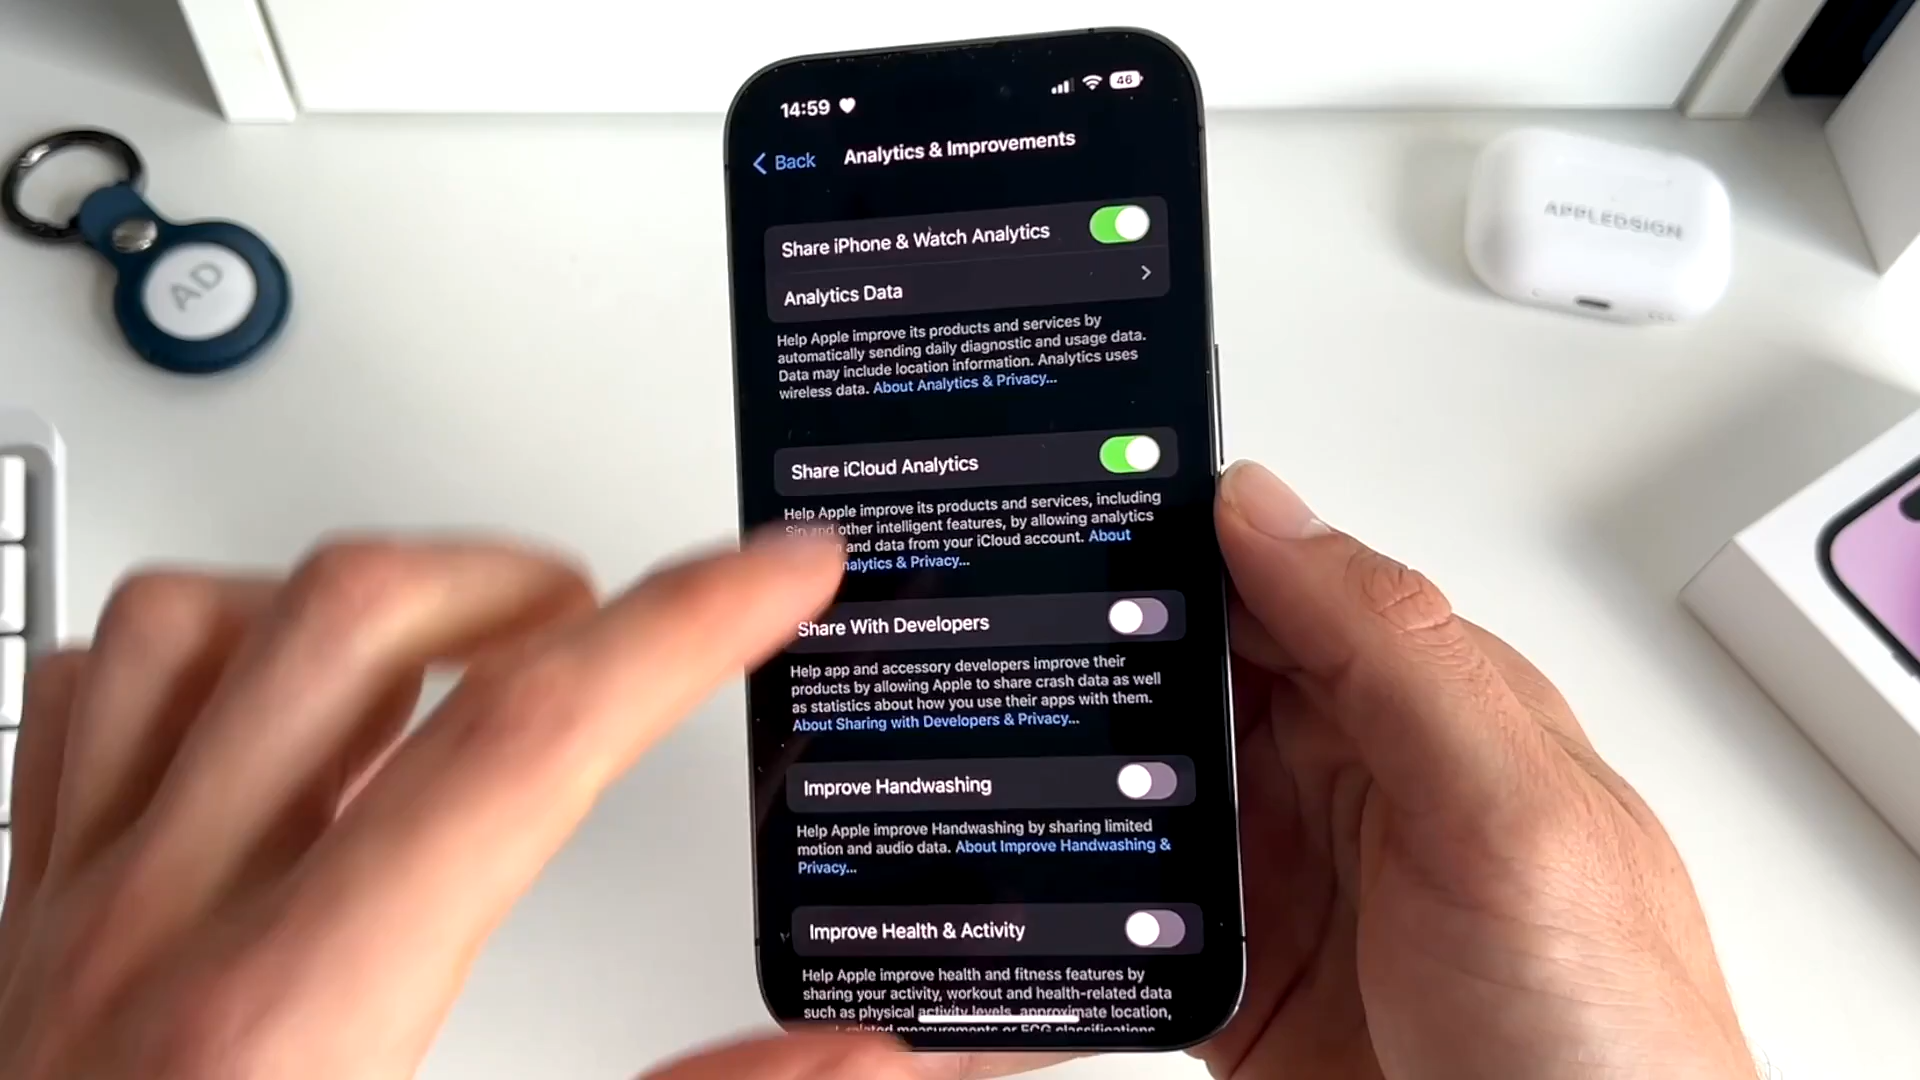 14:59
46
Back
Analytics & Improvements
Share iPhone & Watch Analytics
Analytics Data
Help Apple improve its products and services by
automatically sending daily diagnostic and usage data.
Data may include location information. Analytics uses
wireless data. About Analytics & Privacy...
Share iCloud Analytics
Help Apple improve its products and services, including
and other intelligent features, by allowing analytics
and data from your iCloud account. About
nalytics & Privacy...
Share With Developers
Help app and accessory developers improve their
products by allowing Apple to share crash data as well
as statistics about how you use their apps with them.
About Sharing with Developers & Privacy...
Improve Handwashing
Help Apple improve Handwashing by sharing limited
motion and audio data. About Improve Handwashing &
Privacy...
Improve Health & Activity
Help Apple improve health and fitness features by
sharing your activity, workout and health-related data
such as physical activity levels, approximate location,
measurements or ECG classifications,
AD
APPLEDSIGN